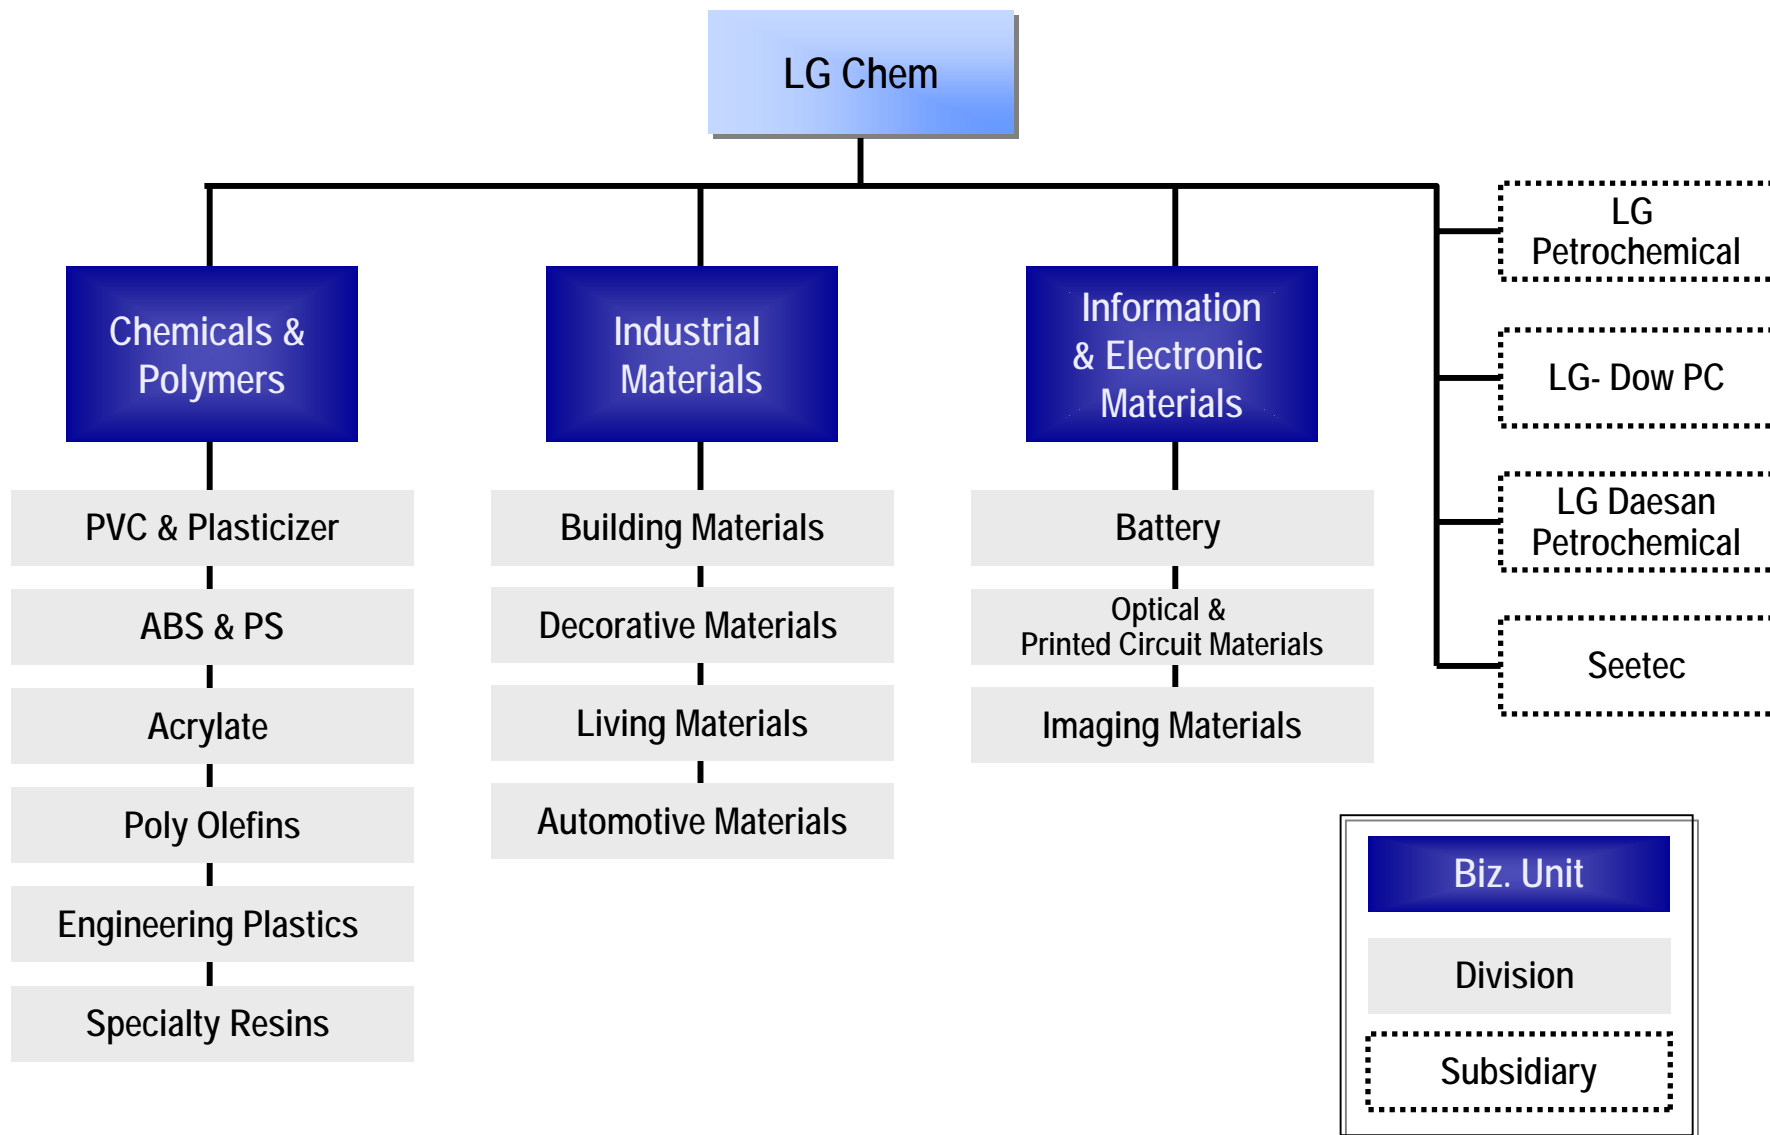 LG Chem
Chemicals &
Polymers
PVC & Plasticizer
ABS & PS
Acrylate
Poly Olefins
Engineering Plastics
Specialty Resins
Industrial
Materials
Building Materials
Decorative Materials
Living Materials
Automotive Materials
Information
& Electronic
Materials
Battery
Optical &
Printed Circuit Materials
Imaging Materials
LG
Petrochemical
LG- Dow PC
LG Daesan
Petrochemical
Seetec
Biz. Unit
Division
Subsidiary